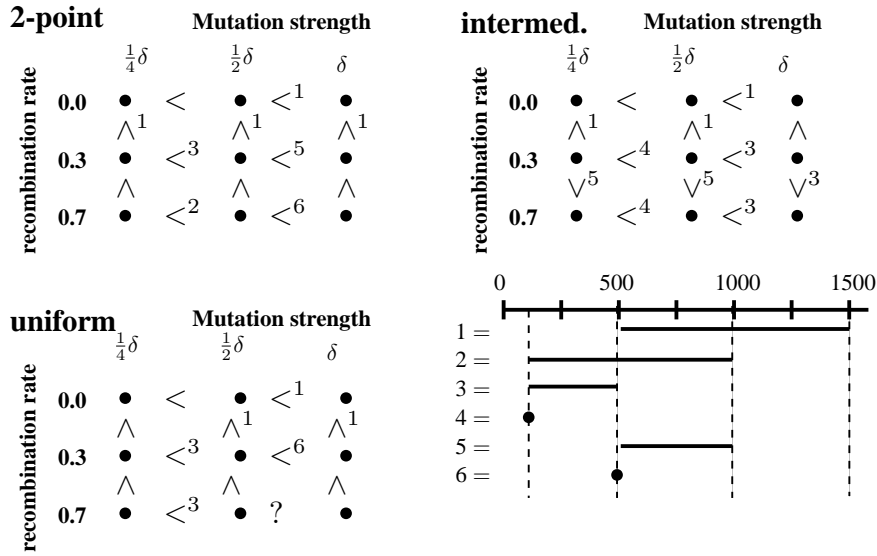 2-point
Mutation strength
recombination rate
¼δ ½δ δ
0.0 • < • <¹ •
∧¹ ∧¹ ∧¹
0.3 • <³ • <⁵ •
∧ ∧ ∧
0.7 • <² • <⁶ •
intermed.
Mutation strength
recombination rate
¼δ ½δ δ
0.0 • < • <¹ •
∧¹ ∧¹ ∧
0.3 • <⁴ • <³ •
∨⁵ ∨⁵ ∨³
0.7 • <⁴ • <³ •
uniform
Mutation strength
recombination rate
¼δ ½δ δ
0.0 • < • <¹ •
∧ ∧¹ ∧¹
0.3 • <³ • <⁶ •
∧ ∧ ∧
0.7 • <³ • ? •
0 500 1000 1500
1 =
2 =
3 =
4 =
5 =
6 =